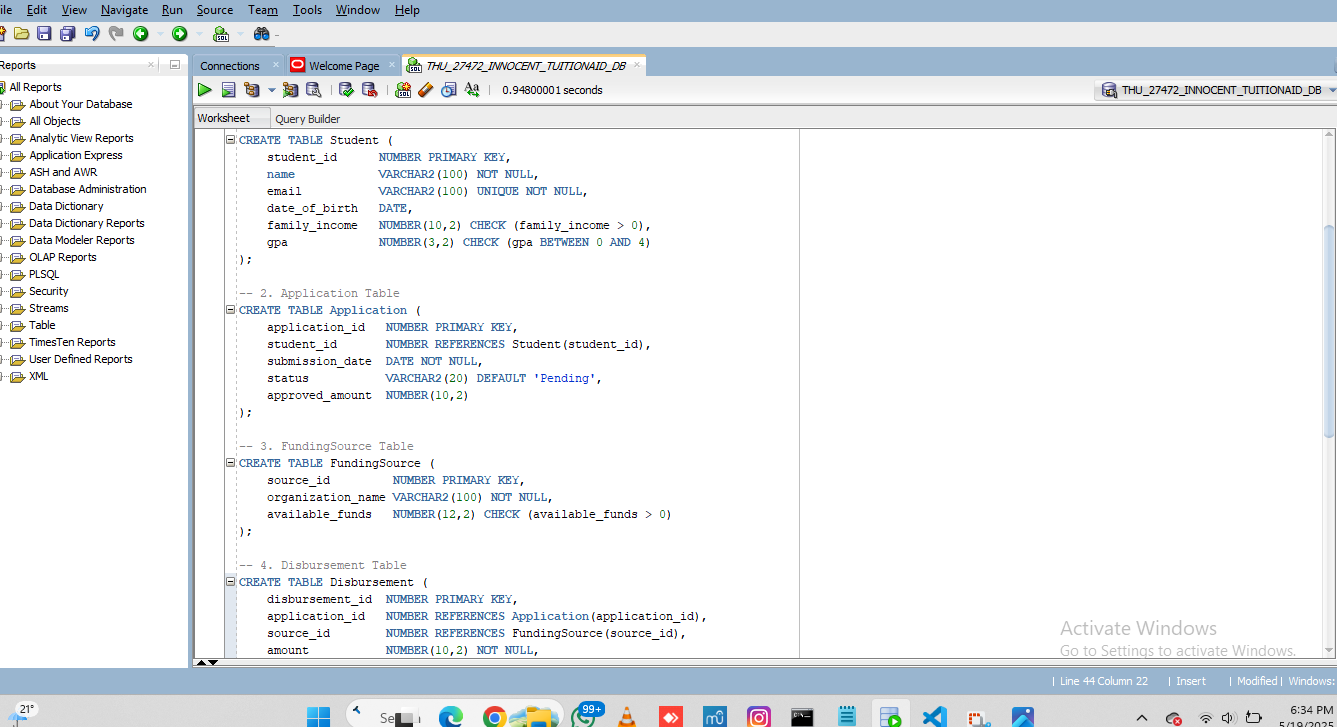 ile Edit View Navigate Run Source Team Tools Window Help
Reports
All Reports
About Your Database
All Objects
Analytic View Reports
Application Express
ASH and AWR
Database Administration
Data Dictionary
Data Dictionary Reports
Data Modeler Reports
OLAP Reports
PLSQL
Security
Streams
Table
TimesTen Reports
User Defined Reports
XML
Connections Welcome Page THU_27472_INNOCENT_TUITIONAID_DB
0.94800001 seconds THU_27472_INNOCENT_TUITIONAID_DB
Worksheet Query Builder
CREATE TABLE Student (
student_id NUMBER PRIMARY KEY,
name VARCHAR2(100) NOT NULL,
email VARCHAR2(100) UNIQUE NOT NULL,
date_of_birth DATE,
family_income NUMBER(10,2) CHECK (family_income > 0),
gpa NUMBER(3,2) CHECK (gpa BETWEEN 0 AND 4)
);
-- 2. Application Table
CREATE TABLE Application (
application_id NUMBER PRIMARY KEY,
student_id NUMBER REFERENCES Student(student_id),
submission_date DATE NOT NULL,
status VARCHAR2(20) DEFAULT 'Pending',
approved_amount NUMBER(10,2)
);
-- 3. FundingSource Table
CREATE TABLE FundingSource (
source_id NUMBER PRIMARY KEY,
organization_name VARCHAR2(100) NOT NULL,
available_funds NUMBER(12,2) CHECK (available_funds > 0)
);
-- 4. Disbursement Table
CREATE TABLE Disbursement (
disbursement_id NUMBER PRIMARY KEY,
application_id NUMBER REFERENCES Application(application_id),
source_id NUMBER REFERENCES FundingSource(source_id),
amount NUMBER(10,2) NOT NULL,
Activate Windows
Go to Settings to activate Windows.
Line 44 Column 22 | Insert | Modified | Windows:
21°
Se
99+
6:34 PM